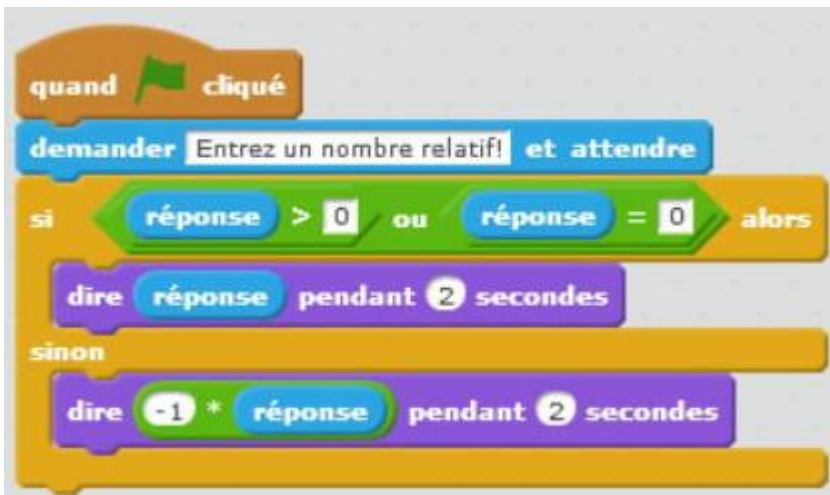 quand cliqué
demander Entrez un nombre relatif! et attendre
si réponse > 0 ou réponse = 0 alors
dire réponse pendant 2 secondes
sinon
dire -1 * réponse pendant 2 secondes